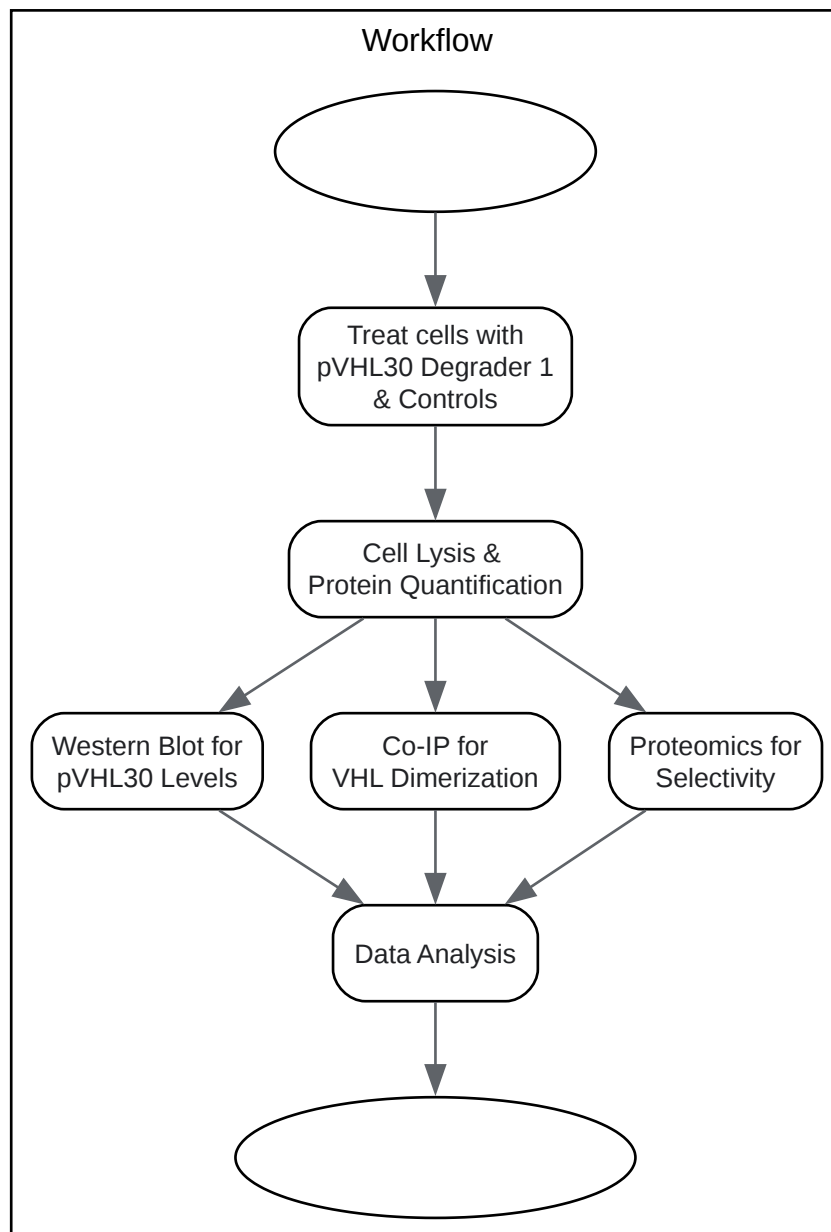 Workflow
Treat cells with
pVHL30 Degrader 1
& Controls
Cell Lysis &
Protein Quantification
Western Blot for
pVHL30 Levels
Co-IP for
VHL Dimerization
Proteomics for
Selectivity
Data Analysis